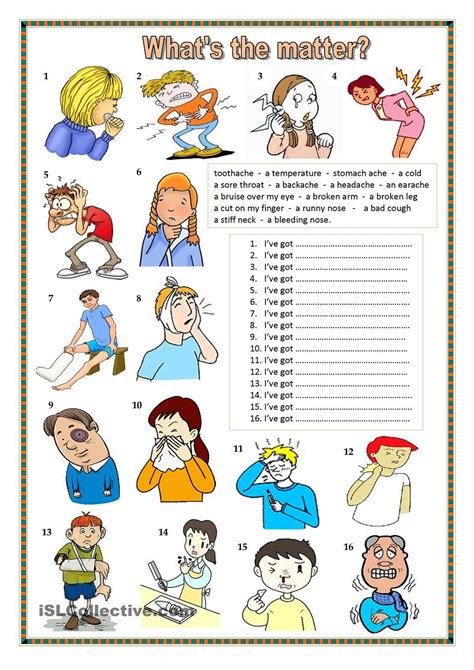 What's the matter?
1
2
3
4
toothache - a temperature - stomach ache - a cold
a sore throat - a backache - a headache - an earache
a bruise over my eye - a broken arm - a broken leg
a cut on my finger - a runny nose - a bad cough
a stiff neck - a bleeding nose.
5
6
1. I've got ........................................
2. I've got ........................................
3. I've got ........................................
4. I've got ........................................
5. I've got ........................................
6. I've got ........................................
7. I've got ........................................
8. I've got ........................................
9. I've got ........................................
10. I've got ........................................
11. I've got ........................................
12. I've got ........................................
13. I've got ........................................
14. I've got ........................................
15. I've got ........................................
16. I've got ........................................
7
8
9
10
11
12
13
14
15
16
iSLCollective.com